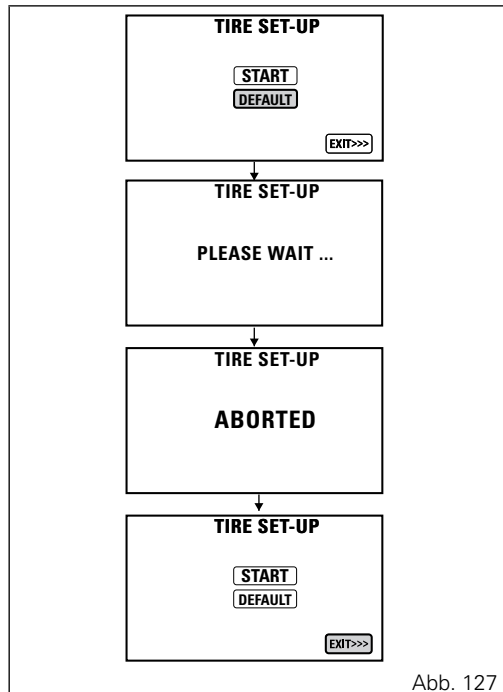 TIRE SET-UP
START
DEFAULT
EXIT>>>
TIRE SET-UP
PLEASE WAIT ...
TIRE SET-UP
ABORTED
TIRE SET-UP
START
DEFAULT
EXIT>>>
Abb. 127